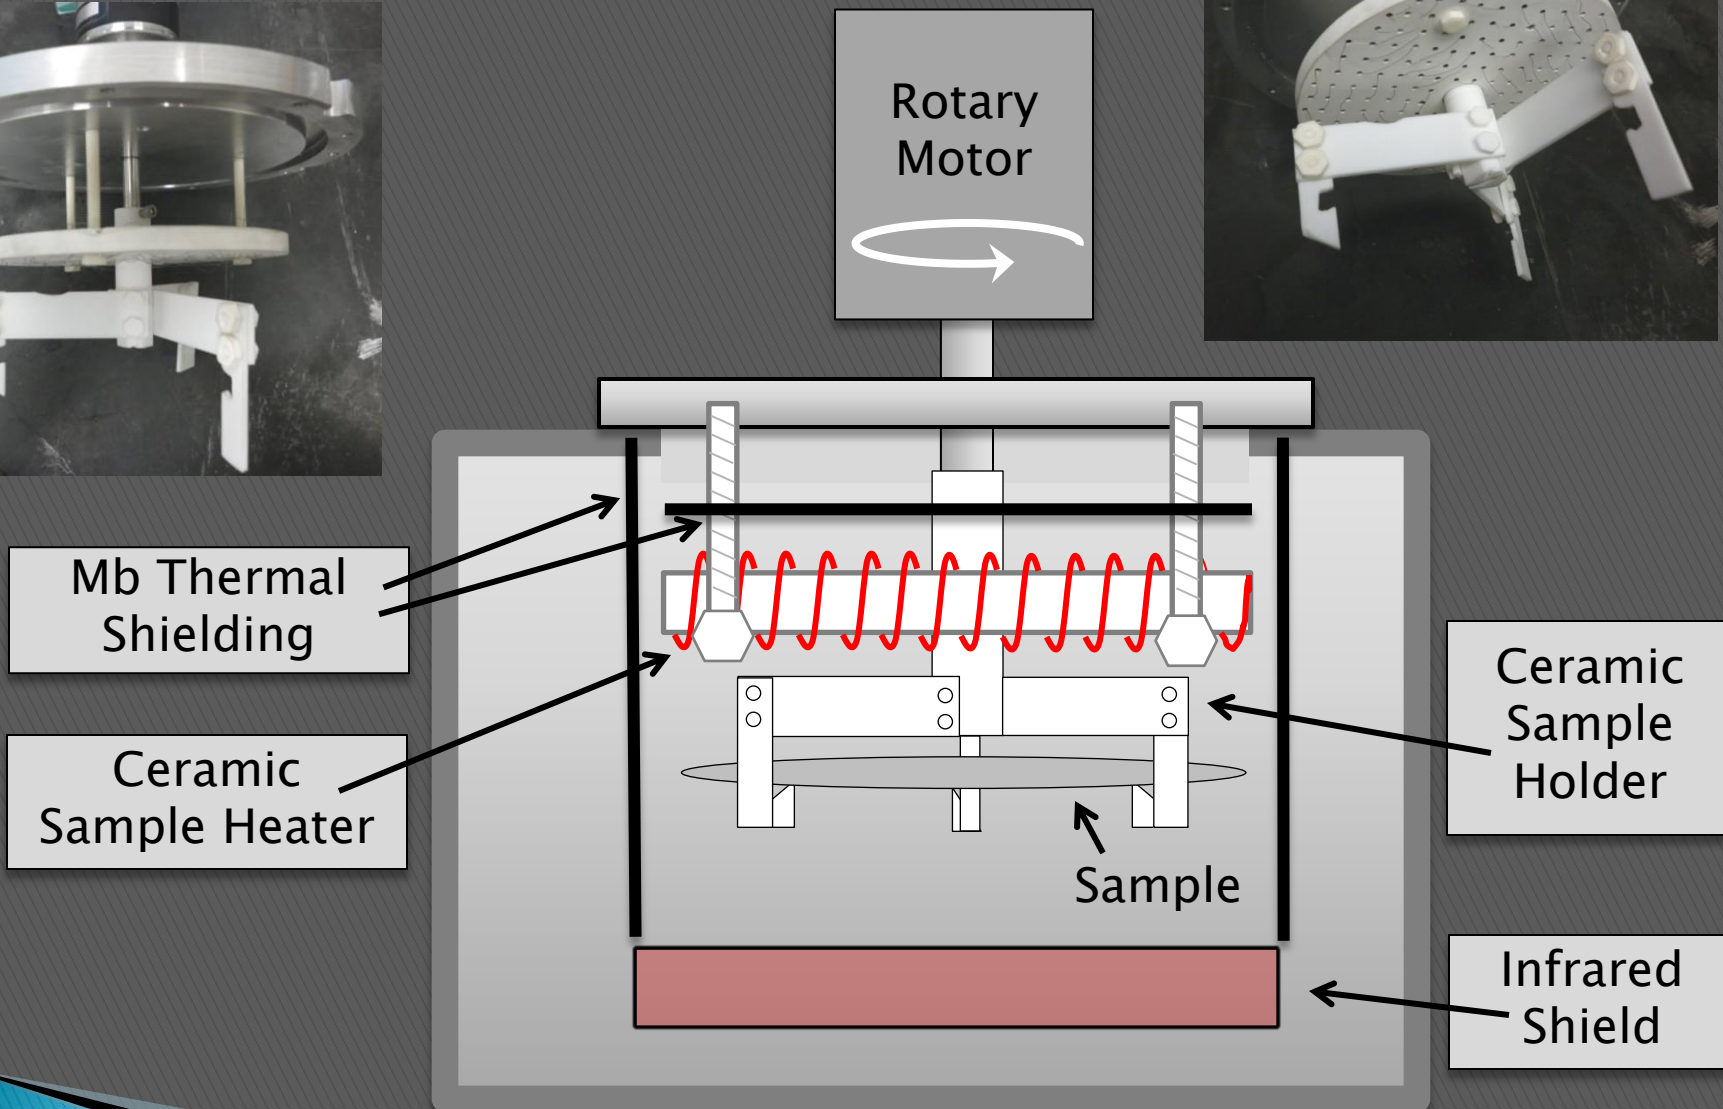 Rotary
Motor
Mb Thermal
Shielding
Ceramic
Sample Heater
Ceramic
Sample
Holder
Sample
Infrared
Shield